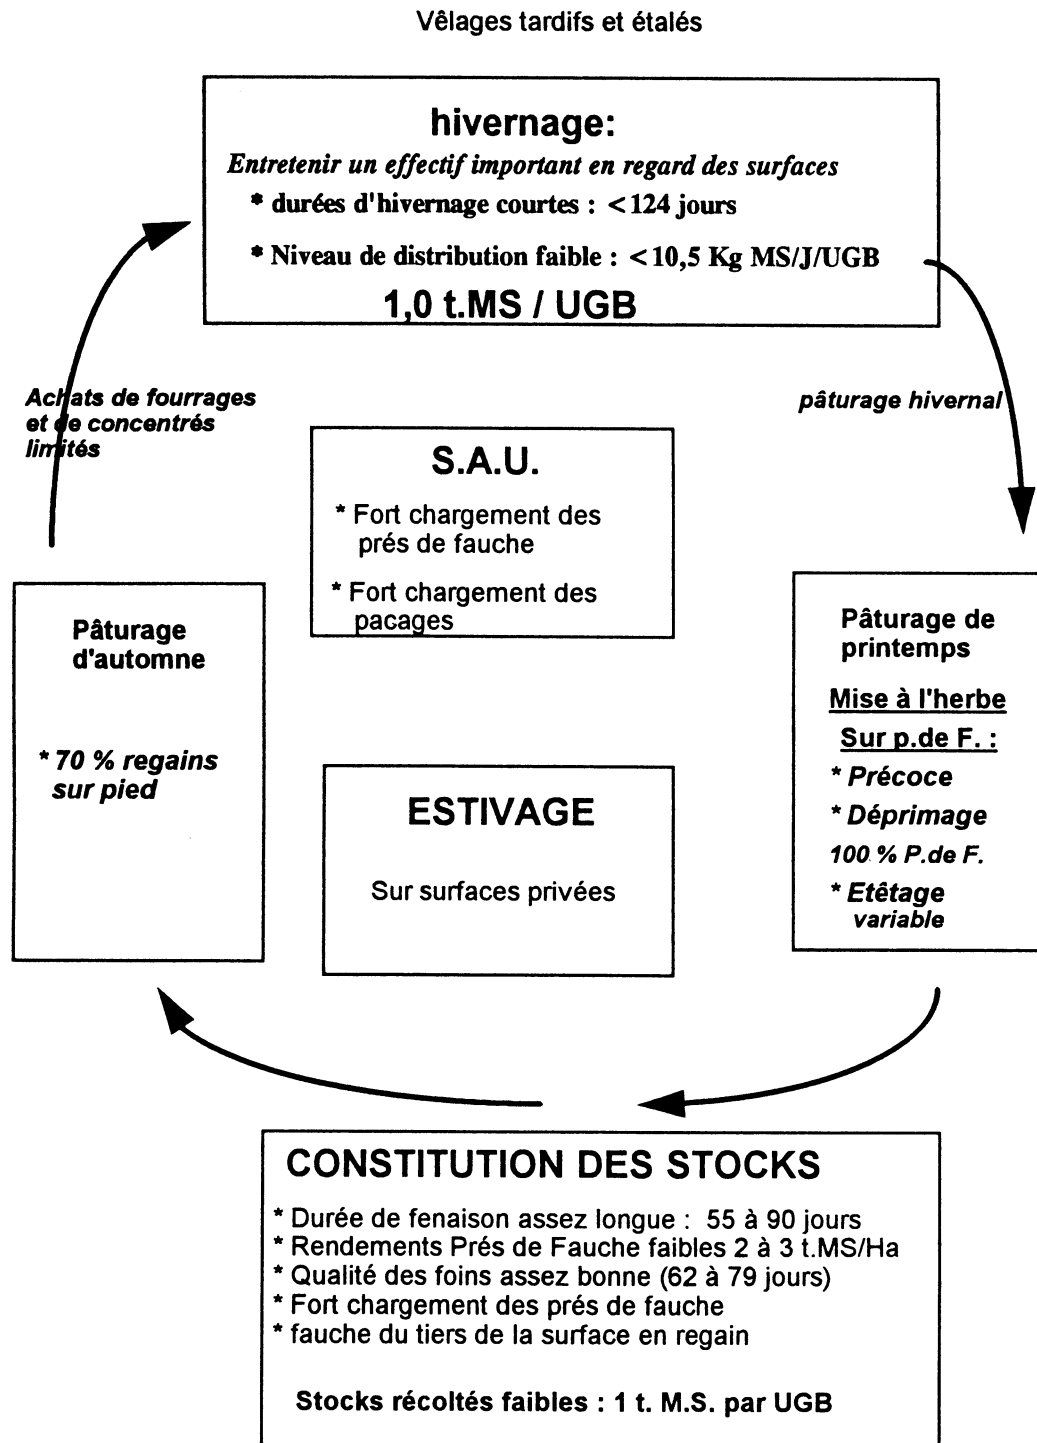 Vêlages tardifs et étalés
hivernage:
Entretenir un effectif important en regard des surfaces
* durées d'hivernage courtes : <124 jours
* Niveau de distribution faible : <10,5 Kg MS/J/UGB
1,0 t.MS / UGB
Achats de fourrages
et de concentrés
limités
pâturage hivernal
S.A.U.
* Fort chargement des
prés de fauche
* Fort chargement des
pacages
Pâturage
d'automne
* 70 % regains
sur pied
ESTIVAGE
Sur surfaces privées
Pâturage de
printemps
Mise à l'herbe
Sur p.de F. :
* Précoce
* Déprimage
100 % P.de F.
* Etêtage
variable
CONSTITUTION DES STOCKS
* Durée de fenaison assez longue : 55 à 90 jours
* Rendements Prés de Fauche faibles 2 à 3 t.MS/Ha
* Qualité des foins assez bonne (62 à 79 jours)
* Fort chargement des prés de fauche
* fauche du tiers de la surface en regain
Stocks récoltés faibles : 1 t. M.S. par UGB